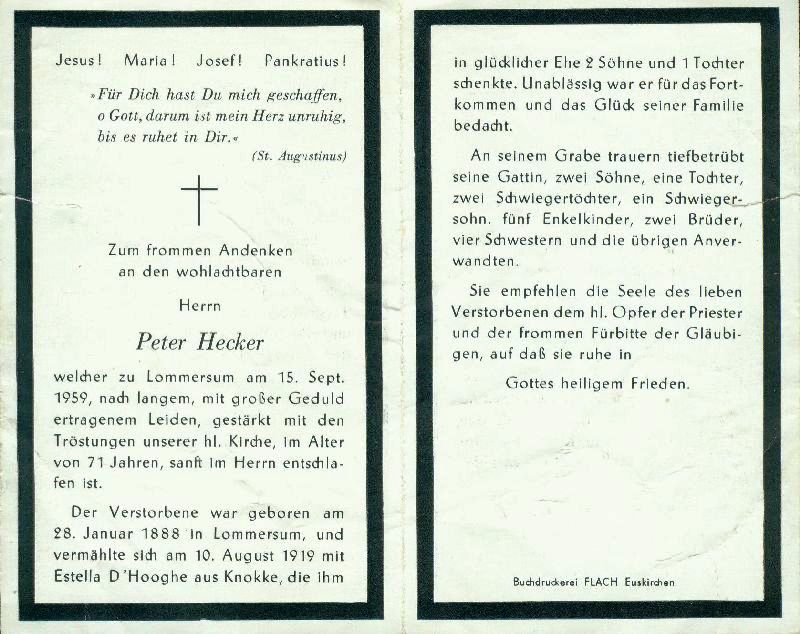 Jesus! Maria! Josef! Pankratius!
»Für Dich hast Du mich geschaffen,
o Gott, darum ist mein Herz unruhig,
bis es ruhet in Dir.«
(St. Augustinus)
Zum frommen Andenken
an den wohlachtbaren
Herrn
Peter Hecker
welcher zu Lommersum am 15. Sept.
1959, nach langem, mit großer Geduld
ertragenem Leiden, gestärkt mit den
Tröstungen unserer hl. Kirche, im Alter
von 71 Jahren, sanft im Herrn entschla-
fen ist.
Der Verstorbene war geboren am
28. Januar 1888 in Lommersum, und
vermählte sich am 10. August 1919 mit
Estella D'Hooghe aus Knokke, die ihm
in glücklicher Ehe 2 Söhne und 1 Tochter
schenkte. Unablässig war er für das Fort-
kommen und das Glück seiner Familie
bedacht.
An seinem Grabe trauern tiefbetrübt
seine Gattin, zwei Söhne, eine Tochter,
zwei Schwiegertöchter, ein Schwieger-
sohn. fünf Enkelkinder, zwei Brüder,
vier Schwestern und die übrigen Anver-
wandten.
Sie empfehlen die Seele des lieben
Verstorbenen dem hl. Opfer der Priester
und der frommen Fürbitte der Gläubi-
gen, auf daß sie ruhe in
Gottes heiligem Frieden.
Buchdruckerei FLACH Euskirchen